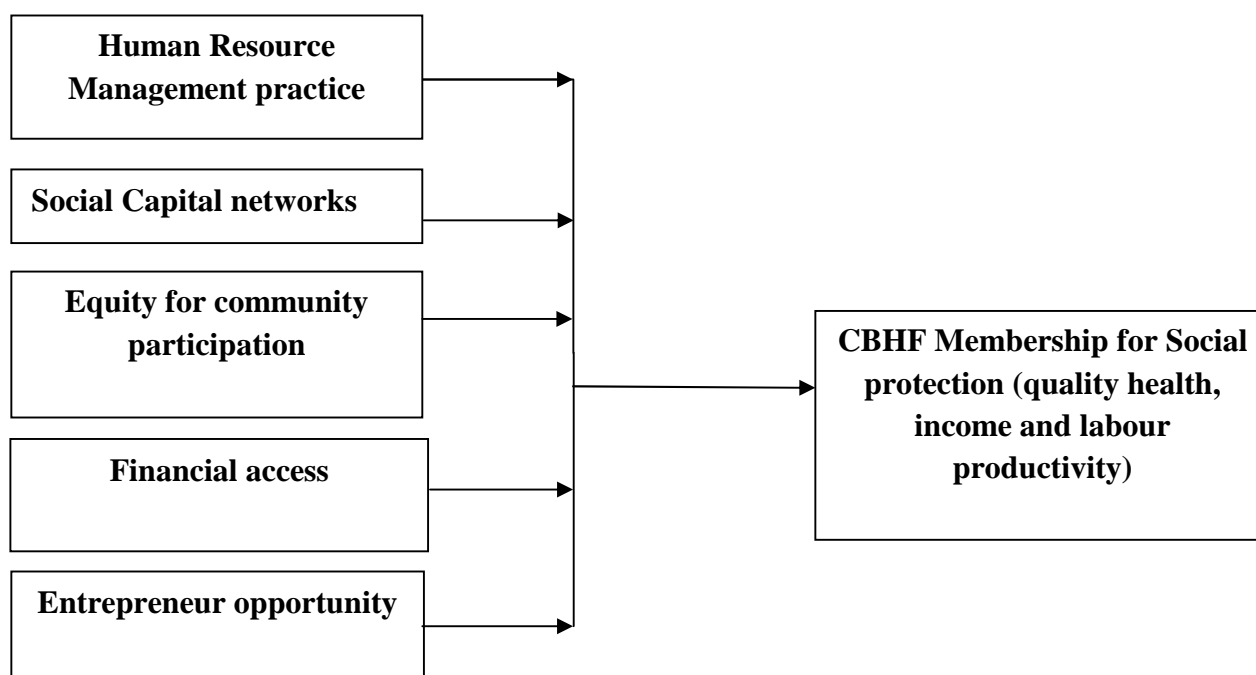 Human Resource
Management practice
Social Capital networks
Equity for community
participation
Financial access
Entrepreneur opportunity
CBHF Membership for Social
protection (quality health,
income and labour
productivity)